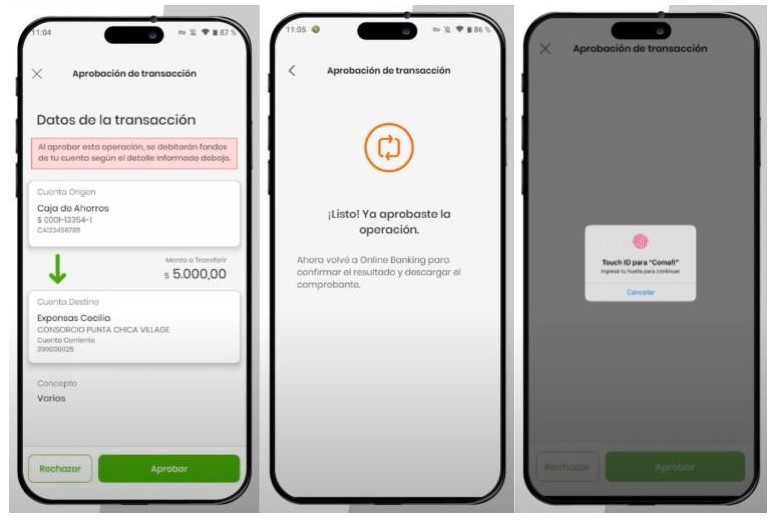 11:04
87 %
Aprobación de transacción
Datos de la transacción
Al aprobar esta operación, se debitarán fondos
de tu cuenta según el detalle informado debajo.
Cuenta Origen
Caja de Ahorros
$ 0001-13354-1
CA123456789
Monto a Transferir
$ 5.000,00
Cuenta Destino
Expensas Cecilia
CONSORCIO PUNTA CHICA VILLAGE
Cuenta Corriente
Concepto
Varios
Rechazar
Aprobar
11:05
86 %
Aprobación de transacción
¡Listo! Ya aprobaste la
operación.
Ahora volvé a Online Banking para
confirmar el resultado y descargar el
comprobante.
Aprobación de transacción
Touch ID para "Comafi"
Ingresá tu huella para continuar
Cancelar
Rechazar
Aprobar